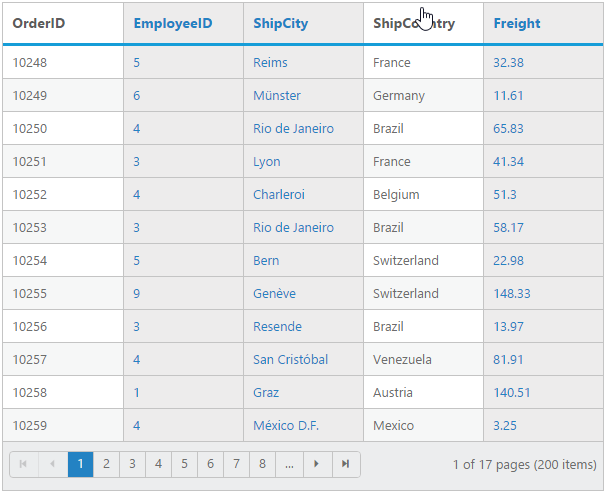 OrderID EmployeeID ShipCity ShipCountry Freight
10248 5 Reims France 32.38
10249 6 Münster Germany 11.61
10250 4 Rio de Janeiro Brazil 65.83
10251 3 Lyon France 41.34
10252 4 Charleroi Belgium 51.3
10253 3 Rio de Janeiro Brazil 58.17
10254 5 Bern Switzerland 22.98
10255 9 Genève Switzerland 148.33
10256 3 Resende Brazil 13.97
10257 4 San Cristóbal Venezuela 81.91
10258 1 Graz Austria 140.51
10259 4 México D.F. Mexico 3.25
1 2 3 4 5 6 7 8 ... 1 of 17 pages (200 items)